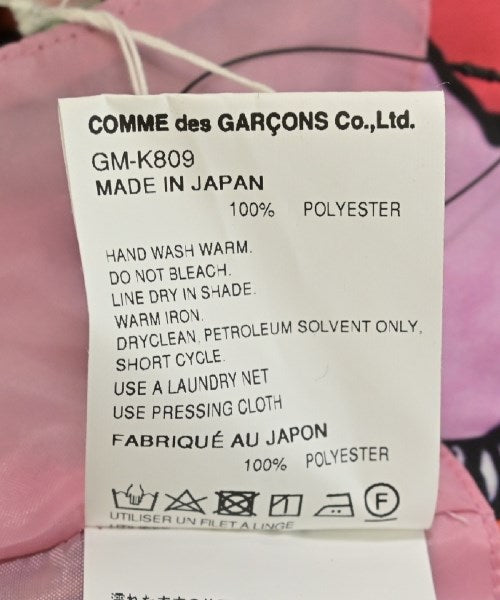 COMME des GARÇONS Co.,Ltd.
GM-K809
MADE IN JAPAN
100% POLYESTER
HAND WASH WARM.
DO NOT BLEACH.
LINE DRY IN SHADE.
WARM IRON.
DRYCLEAN, PETROLEUM SOLVENT ONLY,
SHORT CYCLE.
USE A LAUNDRY NET
USE PRESSING CLOTH
FABRIQUÉ AU JAPON
100% POLYESTER
F
UTILISER UN FILET A LINGE